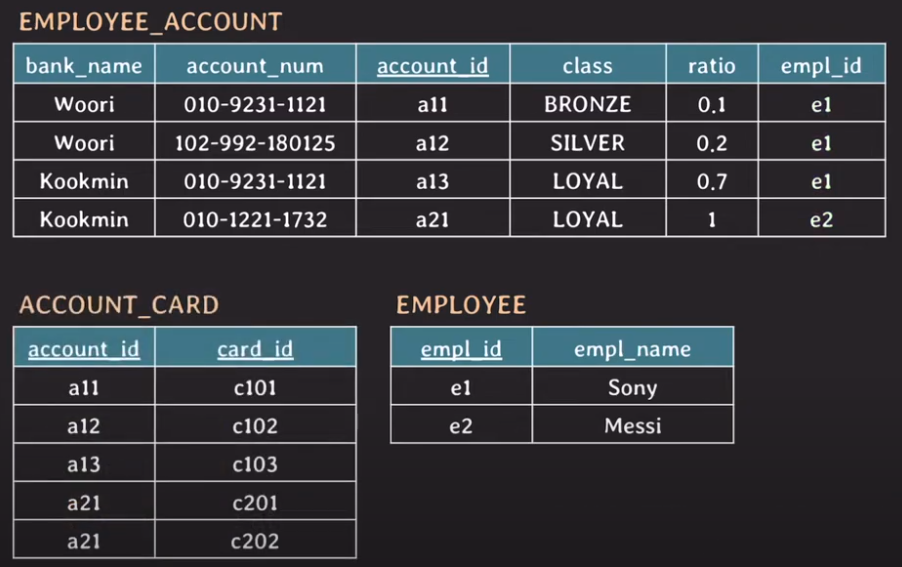 EMPLOYEE_ACCOUNT
bank_name account_num account_id class ratio empl_id
Woori 010-9231-1121 a11 BRONZE 0.1 e1
Woori 102-992-180125 a12 SILVER 0.2 e1
Kookmin 010-9231-1121 a13 LOYAL 0.7 e1
Kookmin 010-1221-1732 a21 LOYAL 1 e2
ACCOUNT_CARD
account_id card_id
a11 c101
a12 c102
a13 c103
a21 c201
a21 c202
EMPLOYEE
empl_id empl_name
e1 Sony
e2 Messi